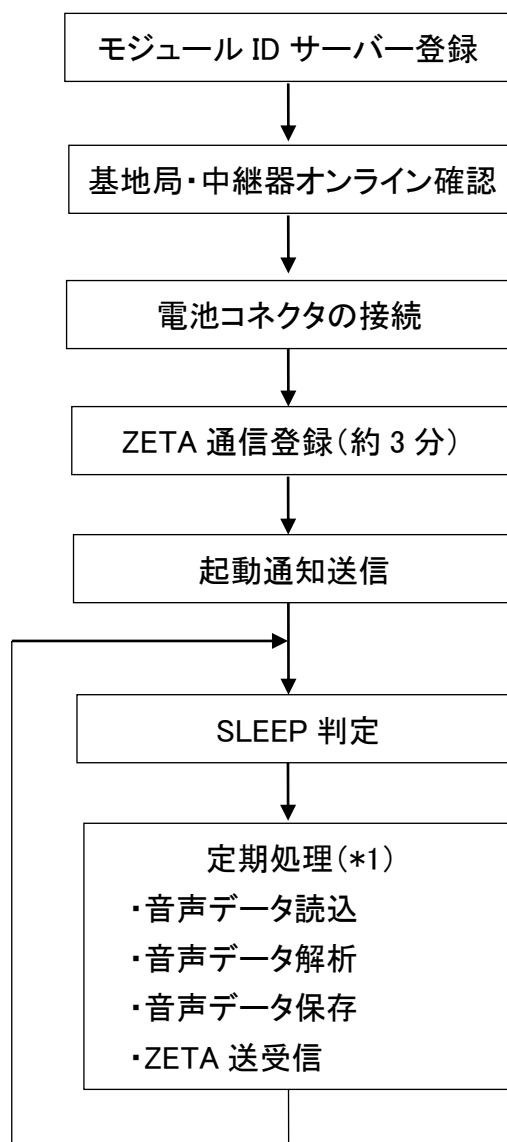 モジュール ID サーバー登録
基地局・中継器オンライン確認
電池コネクタの接続
ZETA 通信登録(約 3 分)
起動通知送信
SLEEP 判定
定期処理(*1)
・音声データ読込
・音声データ解析
・音声データ保存
・ZETA 送受信